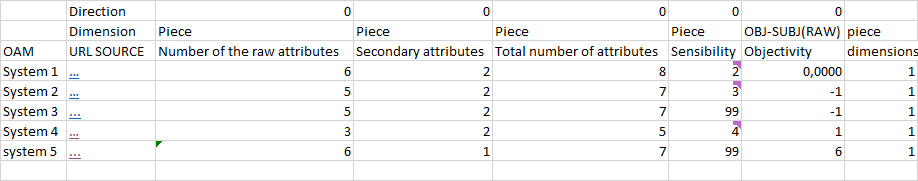 Direction 0 0 0 0 0
Dimension Piece Piece Piece Piece OBJ-SUBJ(RAW) piece
OAM URL SOURCE Number of the raw attributes Secondary attributes Total number of attributes Sensibility Objectivity dimensions
System 1 ... 6 2 8 2 0,0000 1
System 2 ... 5 2 7 3 -1 1
System 3 ... 5 2 7 99 -1 1
System 4 ... 3 2 5 4 1 1
system 5 ... 6 1 7 99 6 1